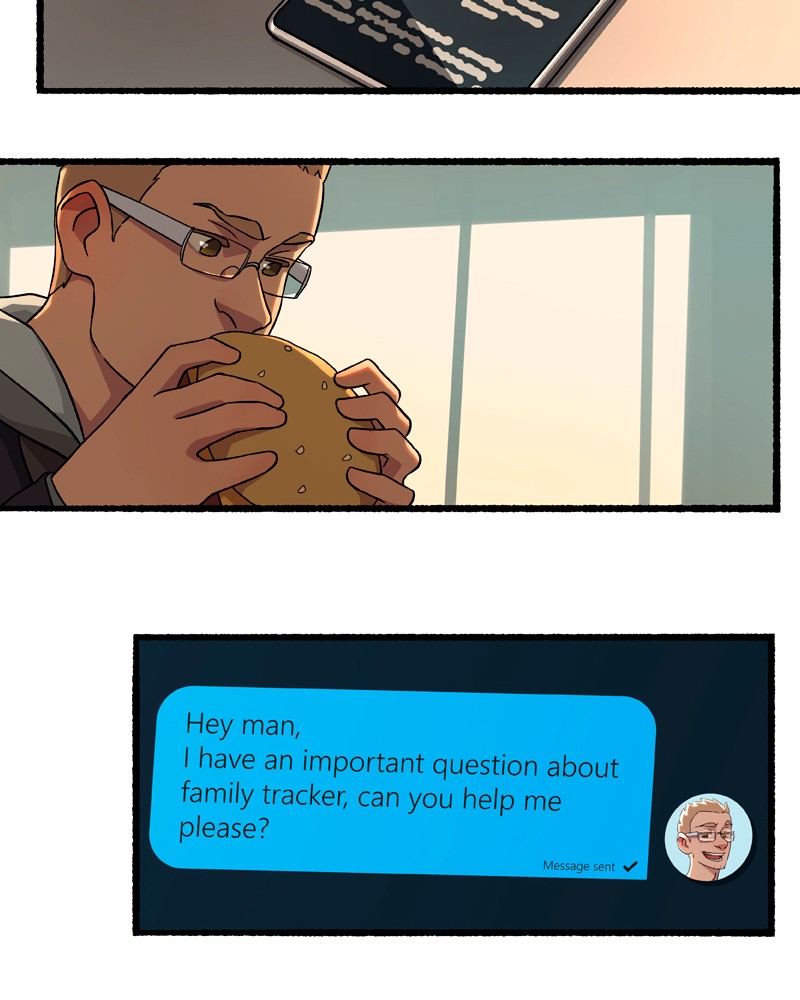 Hey man,
I have an important question about
family tracker, can you help me
please?
Message sent